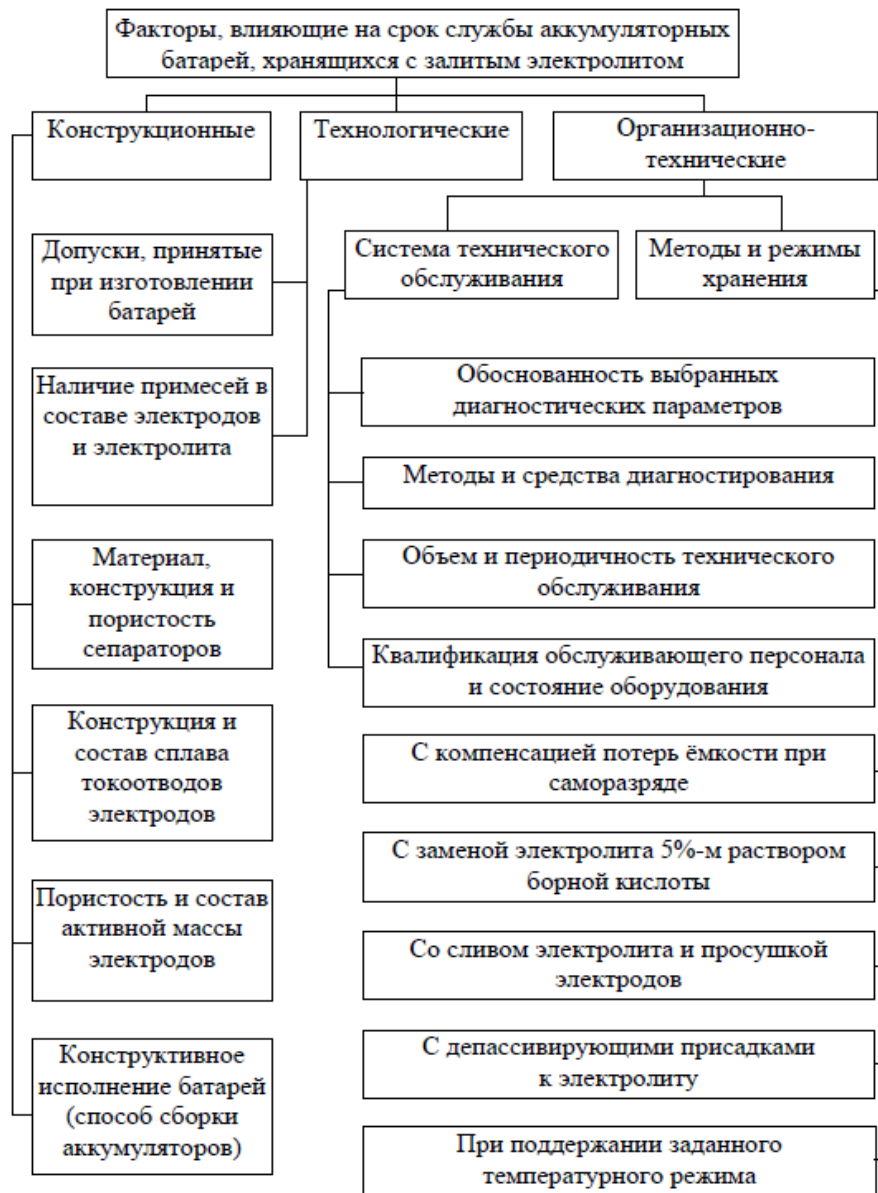 Факторы, влияющие на срок службы аккумуляторных
батарей, хранящихся с залитым электролитом
Конструкционные
Технологические
Организационно-
технические
Система технического
обслуживания
Методы и режимы
хранения
Допуски, принятые
при изготовлении
батарей
Наличие примесей в
составе электродов
и электролита
Материал,
конструкция и
пористость
сепараторов
Конструкция и
состав сплава
токоотводов
электродов
Пористость и состав
активной массы
электродов
Конструктивное
исполнение батарей
(способ сборки
аккумуляторов)
Обоснованность выбранных
диагностических параметров
Методы и средства диагностирования
Объем и периодичность технического
обслуживания
Квалификация обслуживающего персонала
и состояние оборудования
С компенсацией потерь ёмкости при
саморазряде
С заменой электролита 5%-м раствором
борной кислоты
Со сливом электролита и просушкой
электродов
С депассивирующими присадками
к электролиту
При поддержании заданного
температурного режима